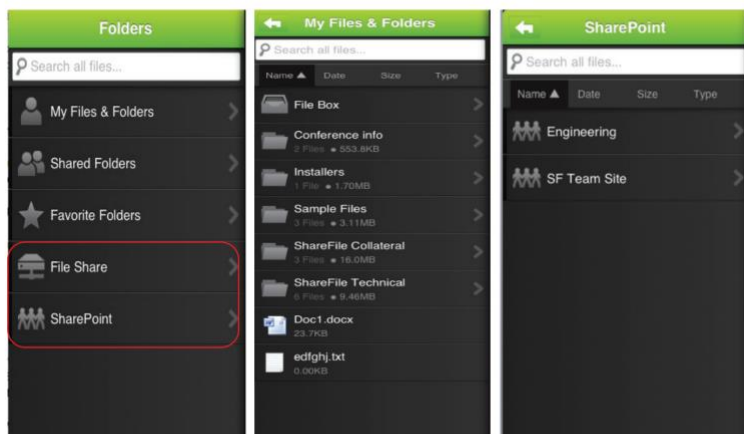 Folders
Search all files...
My Files & Folders
Shared Folders
Favorite Folders
File Share
SharePoint
My Files & Folders
Search all files...
Name ▲ Date Size Type
File Box
Conference info
2 Files ● 553.8KB
Installers
1 File ● 1.70MB
Sample Files
3 Files ● 3.11MB
ShareFile Collateral
3 Files ● 16.0MB
ShareFile Technical
6 Files ● 9.46MB
Doc1.docx
23.7KB
edfghj.txt
0.00KB
SharePoint
Search all files...
Name ▲ Date Size Type
Engineering
SF Team Site